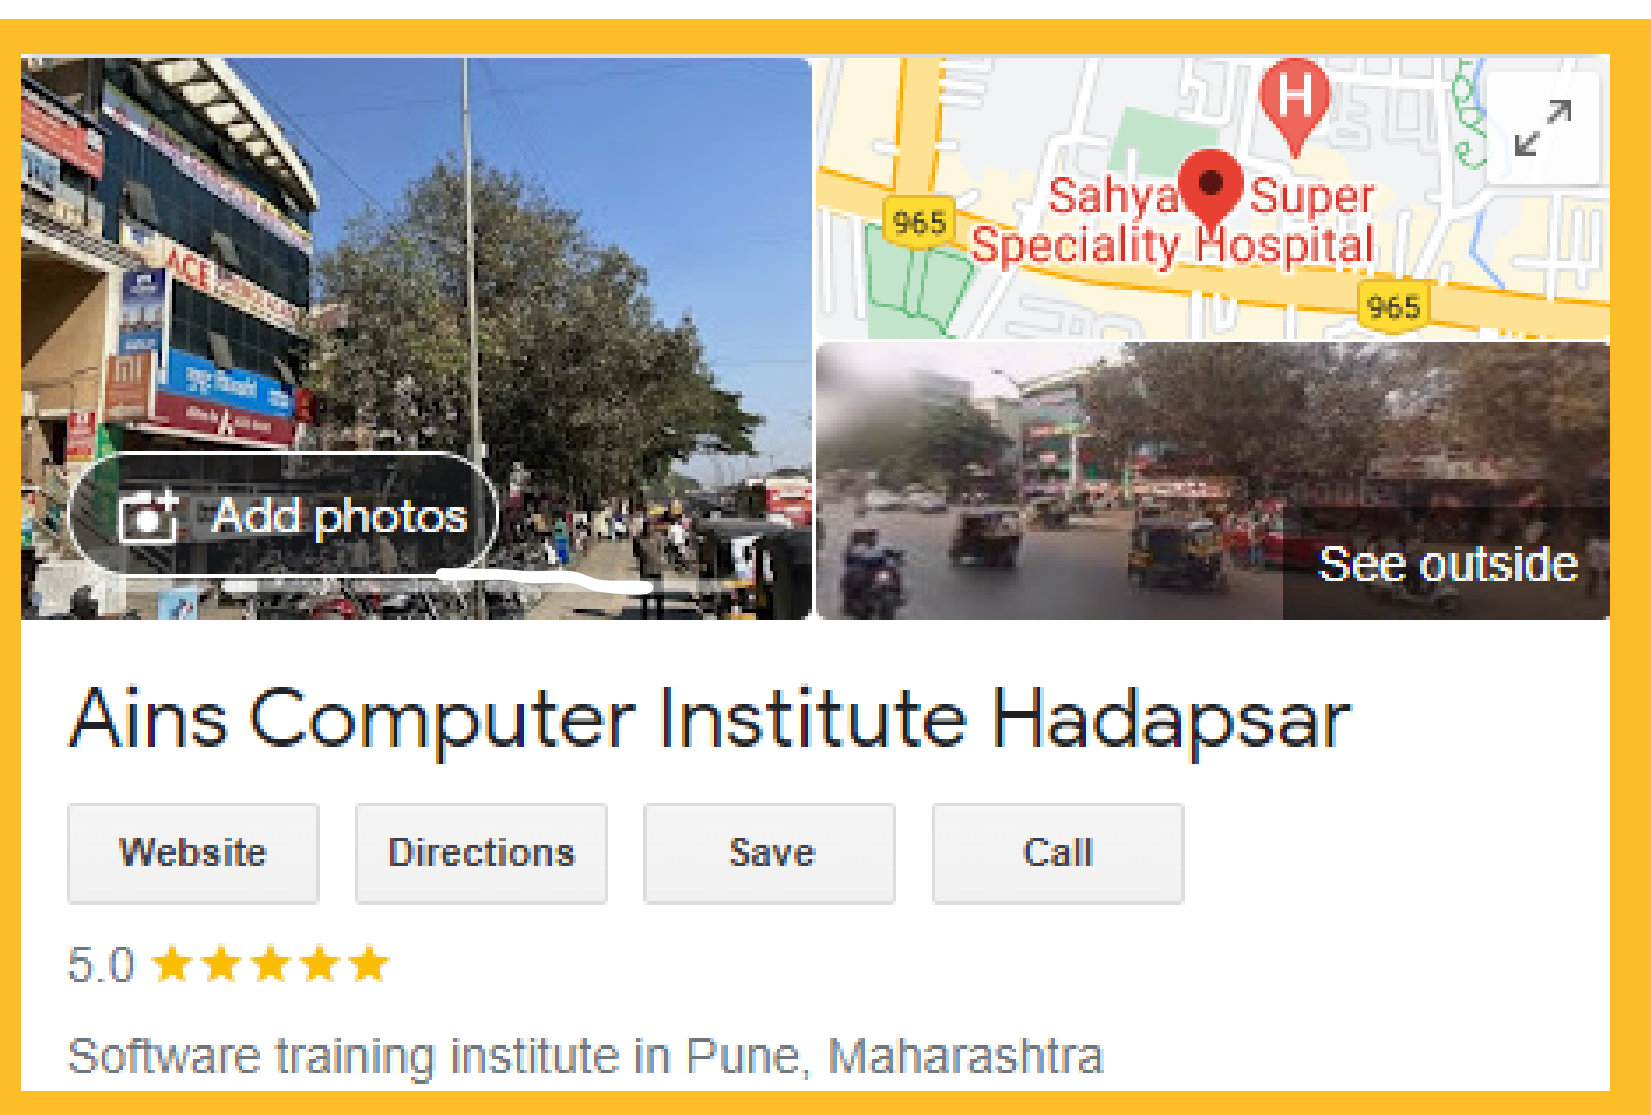 ACE
Add photos
H
965
Sahya Super
Speciality Hospital
965
See outside
Ains Computer Institute Hadapsar
Website
Directions
Save
Call
5.0
Software training institute in Pune, Maharashtra